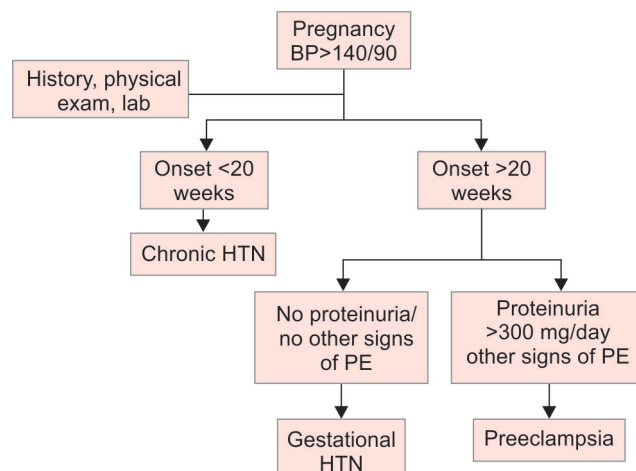 Pregnancy
BP>140/90
History, physical
exam, lab
Onset <20
weeks
Onset >20
weeks
Chronic HTN
No proteinuria/
no other signs
of PE
Proteinuria
>300 mg/day
other signs of PE
Gestational
HTN
Preeclampsia